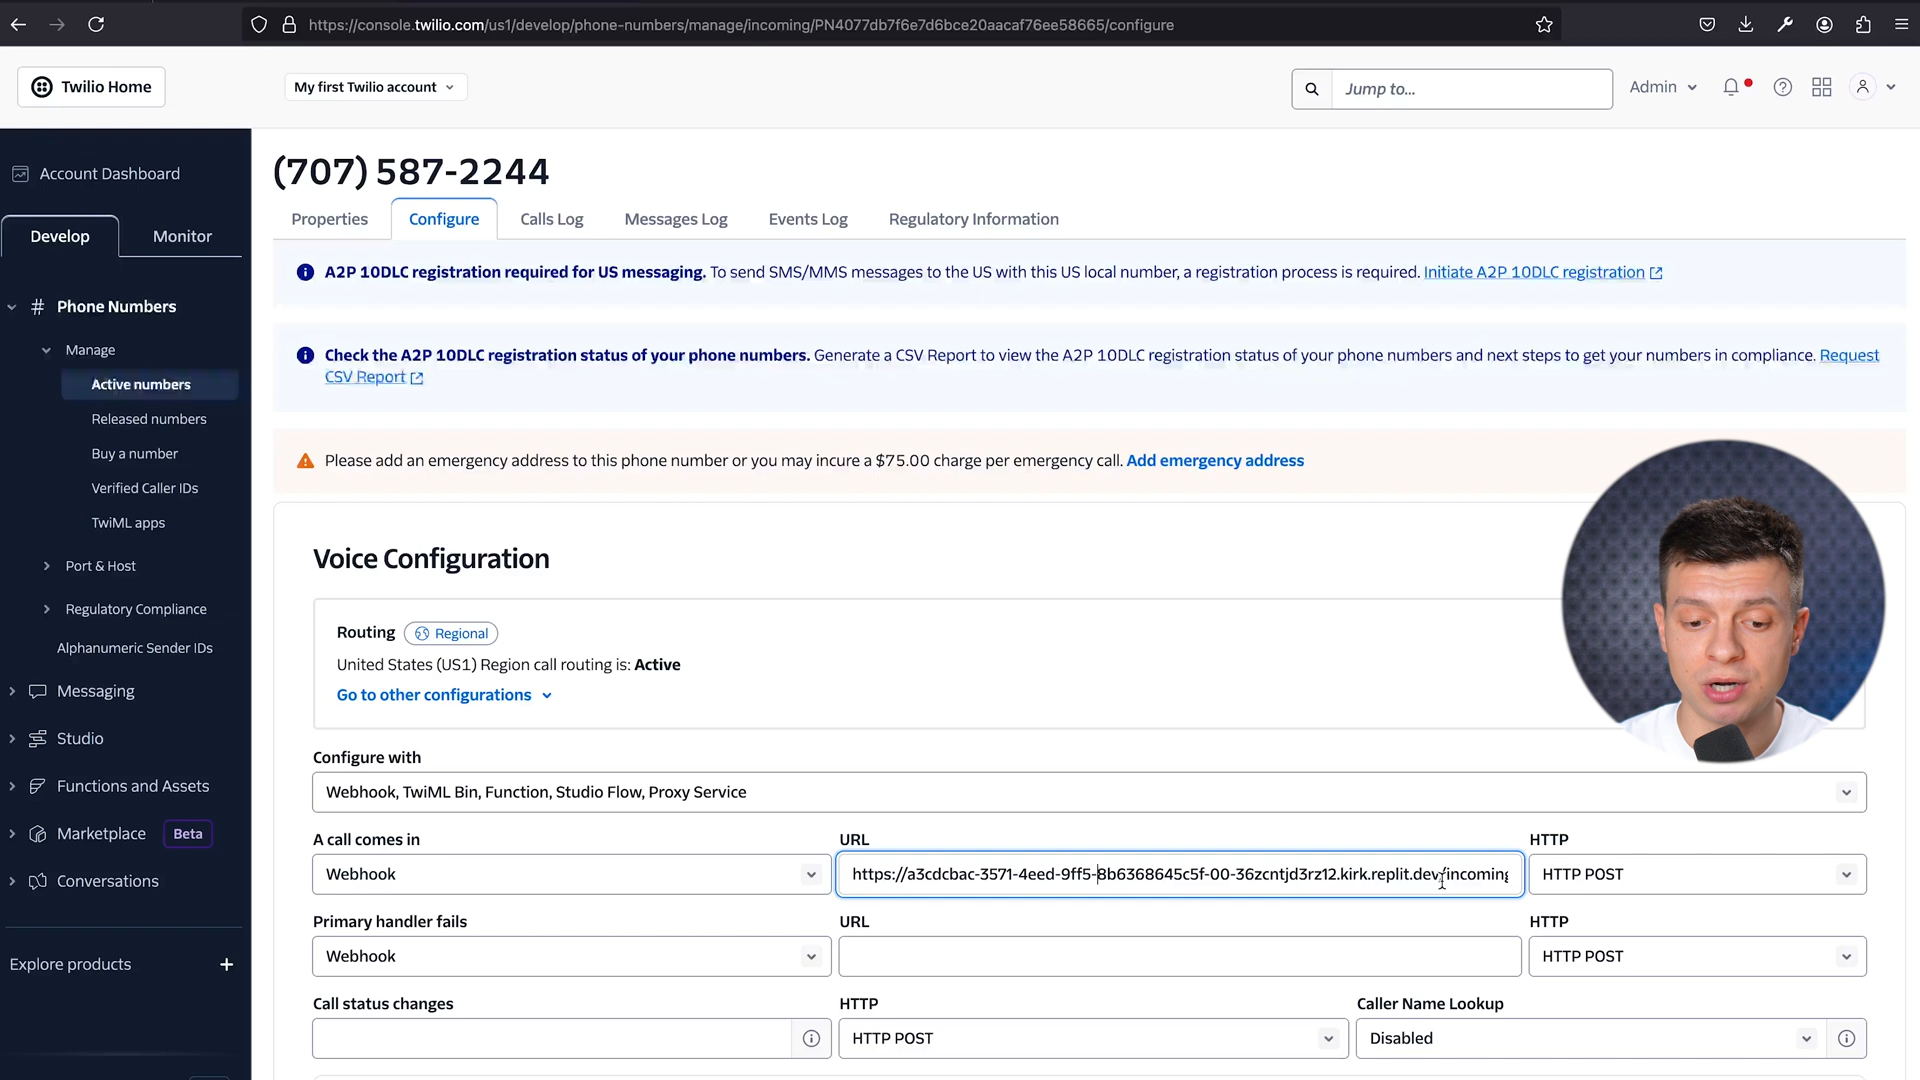 https://console.twilio.com/us1/develop/phone-numbers/manage/incoming/PN4077db7f6e7d6bce20aacaf76ee58665/configure
Twilio Home
My first Twilio account
Jump to...
Admin
Account Dashboard
Develop
Monitor
# Phone Numbers
Manage
Active numbers
Released numbers
Buy a number
Verified Caller IDs
TwiML apps
Port & Host
Regulatory Compliance
Alphanumeric Sender IDs
Messaging
Studio
Functions and Assets
Marketplace Beta
Conversations
Explore products +
(707) 587-2244
Properties Configure Calls Log Messages Log Events Log Regulatory Information
A2P 10DLC registration required for US messaging. To send SMS/MMS messages to the US with this US local number, a registration process is required. Initiate A2P 10DLC registration
Check the A2P 10DLC registration status of your phone numbers. Generate a CSV Report to view the A2P 10DLC registration status of your phone numbers and next steps to get your numbers in compliance. Request
CSV Report
Please add an emergency address to this phone number or you may incure a $75.00 charge per emergency call. Add emergency address
Voice Configuration
Routing Regional
United States (US1) Region call routing is: Active
Go to other configurations
Configure with
Webhook, TwiML Bin, Function, Studio Flow, Proxy Service
A call comes in URL HTTP
Webhook https://a3cdcbac-3571-4eed-9ff5-8b6368645c5f-00-36zcntjd3rz12.kirk.replit.dev/incoming HTTP POST
Primary handler fails URL HTTP
Webhook HTTP POST
Call status changes HTTP Caller Name Lookup
HTTP POST Disabled